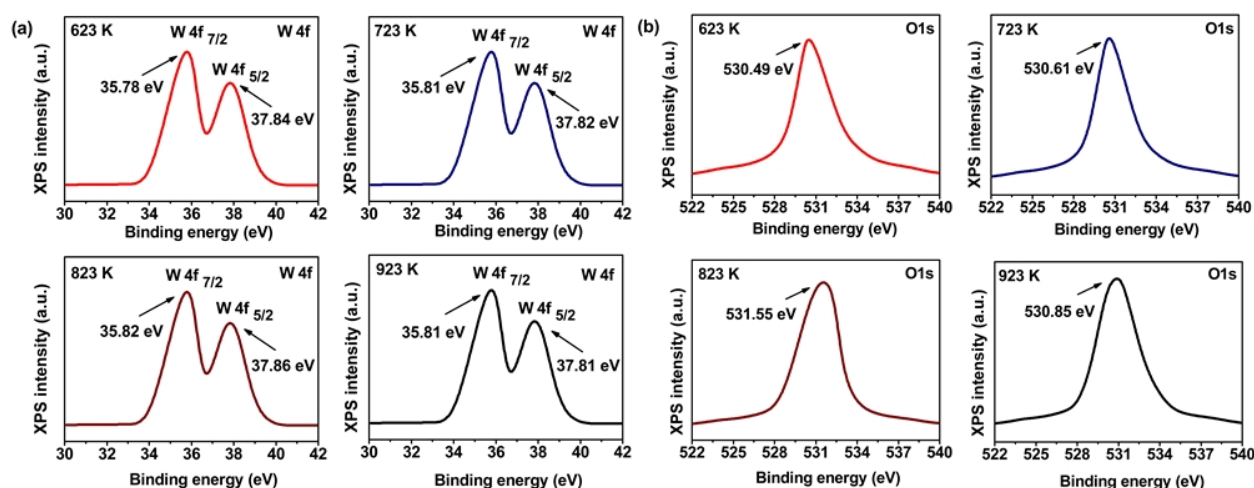 (a)
623 K W 4f 7/2 W 4f
W 4f 5/2
35.78 eV
37.84 eV
XPS intensity (a.u.)
30 32 34 36 38 40 42
Binding energy (eV)
723 K W 4f 7/2 W 4f
W 4f 5/2
35.81 eV
37.82 eV
XPS intensity (a.u.)
30 32 34 36 38 40 42
Binding energy (eV)
823 K W 4f 7/2 W 4f
W 4f 5/2
35.82 eV
37.86 eV
XPS intensity (a.u.)
30 32 34 36 38 40 42
Binding energy (eV)
923 K W 4f 7/2 W 4f
W 4f 5/2
35.81 eV
37.81 eV
XPS intensity (a.u.)
30 32 34 36 38 40 42
Binding energy (eV)
(b)
623 K O1s
530.49 eV
XPS intensity (a.u.)
522 525 528 531 534 537 540
Binding energy (eV)
723 K O1s
530.61 eV
XPS intensity (a.u.)
522 525 528 531 534 537 540
Binding energy (eV)
823 K O1s
531.55 eV
XPS intensity (a.u.)
522 525 528 531 534 537 540
Binding energy (eV)
923 K O1s
530.85 eV
XPS intensity (a.u.)
522 525 528 531 534 537 540
Binding energy (eV)